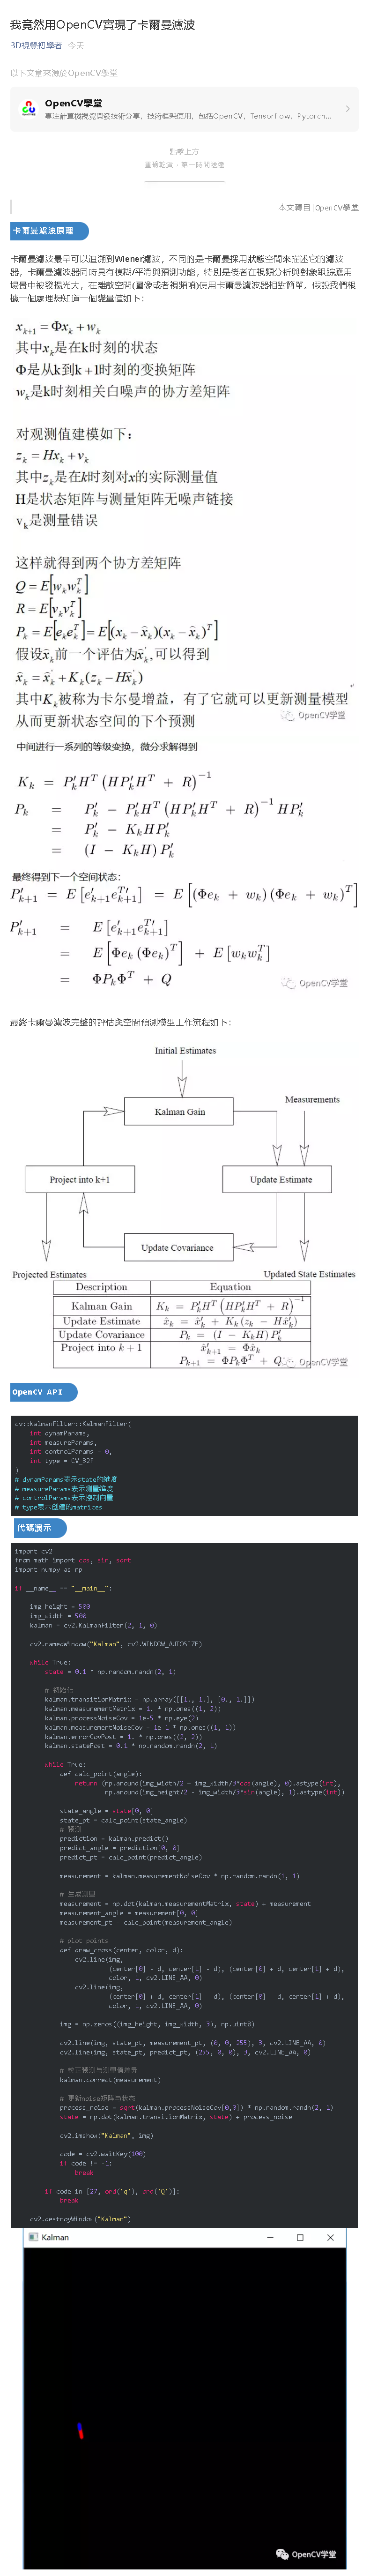 我竟然用OpenCV實現了卡爾曼濾波
3D視覺初學者 今天
以下文章來源於OpenCV學堂
OpenCV學堂
專注計算機視覺開發技術分享,技術框架使用,包括OpenCV,Tensorflow,Pytorch...
點擊上方
重磅乾貨,第一時間送達
本文轉自|OpenCV學堂
卡爾曼濾波原理
卡爾曼濾波最早可以追溯到Wiener濾波,不同的是卡爾曼採用狀態空間來描述它的濾波
器,卡爾曼濾波器同時具有模糊/平滑與預測功能,特別是後者在視頻分析與對象跟踪應用
場景中被發揚光大,在離散空間(圖像或者視頻幀)使用卡爾曼濾波器相對簡單。假設我們根
據一個處理想知道一個變量值如下:
x_{k+1} = Φx_k + w_k
其中x_k是在k时刻的状态
Φ是从k到k+1时刻的变换矩阵
w_k是k时刻相关白噪声的协方差矩阵
对观测值建模如下:
z_k = Hx_k + v_k
其中z_k是在k时刻对x的实际测量值
H是状态矩阵与测量矩阵无噪声链接
v_k是测量错误
这样就得到两个协方差矩阵
Q = E[w_k w_k^T]
R = E[v_k v_k^T]
P_k = E[e_k e_k^T] = E[(x_k − x̂_k)(x_k − x̂_k)^T]
假设x̂_k前一个评估为x̂'_k,可以得到
x̂_k = x̂'_k + K_k(z_k − Hx̂'_k)
其中K_k被称为卡尔曼增益,有了它就可以更新测量模型
从而更新状态空间的下个预测
OpenCV学堂
中间进行一系列的等级变换,微分求解得到
K_k = P'_k H^T (HP'_k H^T + R)^{-1}
P_k = P'_k − P'_k H^T (HP'_k H^T + R)^{-1} HP'_k
= P'_k − K_k HP'_k
= (I − K_k H) P'_k
最终得到下一个空间状态:
P'_{k+1} = E[e'_{k+1} e'^T_{k+1}] = E[(Φe_k + w_k)(Φe_k + w_k)^T]
P'_{k+1} = E[e'_{k+1} e'^T_{k+1}]
= E[Φe_k (Φe_k)^T] + E[w_k w_k^T]
= ΦP_kΦ^T + Q
OpenCV学堂
最終卡爾曼濾波完整的評估與空間預測模型工作流程如下:
Initial Estimates
Kalman Gain
Measurements
Project into k+1
Update Estimate
Update Covariance
Projected Estimates
Updated State Estimates
Description Equation
Kalman Gain K_k = P'_k H^T (HP'_k H^T + R)^{-1}
Update Estimate x̂_k = x̂'_k + K_k (z_k − Hx̂'_k)
Update Covariance P_k = (I − K_k H) P'_k
Project into k + 1 x̂'_{k+1} = Φx̂_k
P_{k+1} = ΦP_kΦ^T + Q
OpenCV学堂
OpenCV API
cv::KalmanFilter::KalmanFilter(
    int dynamParams,
    int measureParams,
    int controlParams = 0,
    int type = CV_32F
)
# dynamParams表示state的維度
# measureParams表示測量維度
# controlParams表示控制向量
# type表示創建的matrices
代碼演示
import cv2
from math import cos, sin, sqrt
import numpy as np
if __name__ == "__main__":
    img_height = 500
    img_width = 500
    kalman = cv2.KalmanFilter(2, 1, 0)
    cv2.namedWindow("Kalman", cv2.WINDOW_AUTOSIZE)
    while True:
        state = 0.1 * np.random.randn(2, 1)
        # 初始化
        kalman.transitionMatrix = np.array([[1., 1.], [0., 1.]])
        kalman.measurementMatrix = 1. * np.ones((1, 2))
        kalman.processNoiseCov = 1e-5 * np.eye(2)
        kalman.measurementNoiseCov = 1e-1 * np.ones((1, 1))
        kalman.errorCovPost = 1. * np.ones((2, 2))
        kalman.statePost = 0.1 * np.random.randn(2, 1)
        while True:
            def calc_point(angle):
                return (np.around(img_width/2 + img_width/3*cos(angle), 0).astype(int),
                        np.around(img_height/2 - img_width/3*sin(angle), 1).astype(int))
            state_angle = state[0, 0]
            state_pt = calc_point(state_angle)
            # 預測
            prediction = kalman.predict()
            predict_angle = prediction[0, 0]
            predict_pt = calc_point(predict_angle)
            measurement = kalman.measurementNoiseCov * np.random.randn(1, 1)
            # 生成測量
            measurement = np.dot(kalman.measurementMatrix, state) + measurement
            measurement_angle = measurement[0, 0]
            measurement_pt = calc_point(measurement_angle)
            # plot points
            def draw_cross(center, color, d):
                cv2.line(img,
                         (center[0] - d, center[1] - d), (center[0] + d, center[1] + d),
                         color, 1, cv2.LINE_AA, 0)
                cv2.line(img,
                         (center[0] + d, center[1] - d), (center[0] - d, center[1] + d),
                         color, 1, cv2.LINE_AA, 0)
            img = np.zeros((img_height, img_width, 3), np.uint8)
            cv2.line(img, state_pt, measurement_pt, (0, 0, 255), 3, cv2.LINE_AA, 0)
            cv2.line(img, state_pt, predict_pt, (255, 0, 0), 3, cv2.LINE_AA, 0)
            # 校正預測與測量值差異
            kalman.correct(measurement)
            # 更新noise矩陣與狀態
            process_noise = sqrt(kalman.processNoiseCov[0,0]) * np.random.randn(2, 1)
            state = np.dot(kalman.transitionMatrix, state) + process_noise
            cv2.imshow("Kalman", img)
            code = cv2.waitKey(100)
            if code != -1:
                break
        if code in [27, ord('q'), ord('Q')]:
            break
    cv2.destroyWindow("Kalman")
Kalman
OpenCV学堂